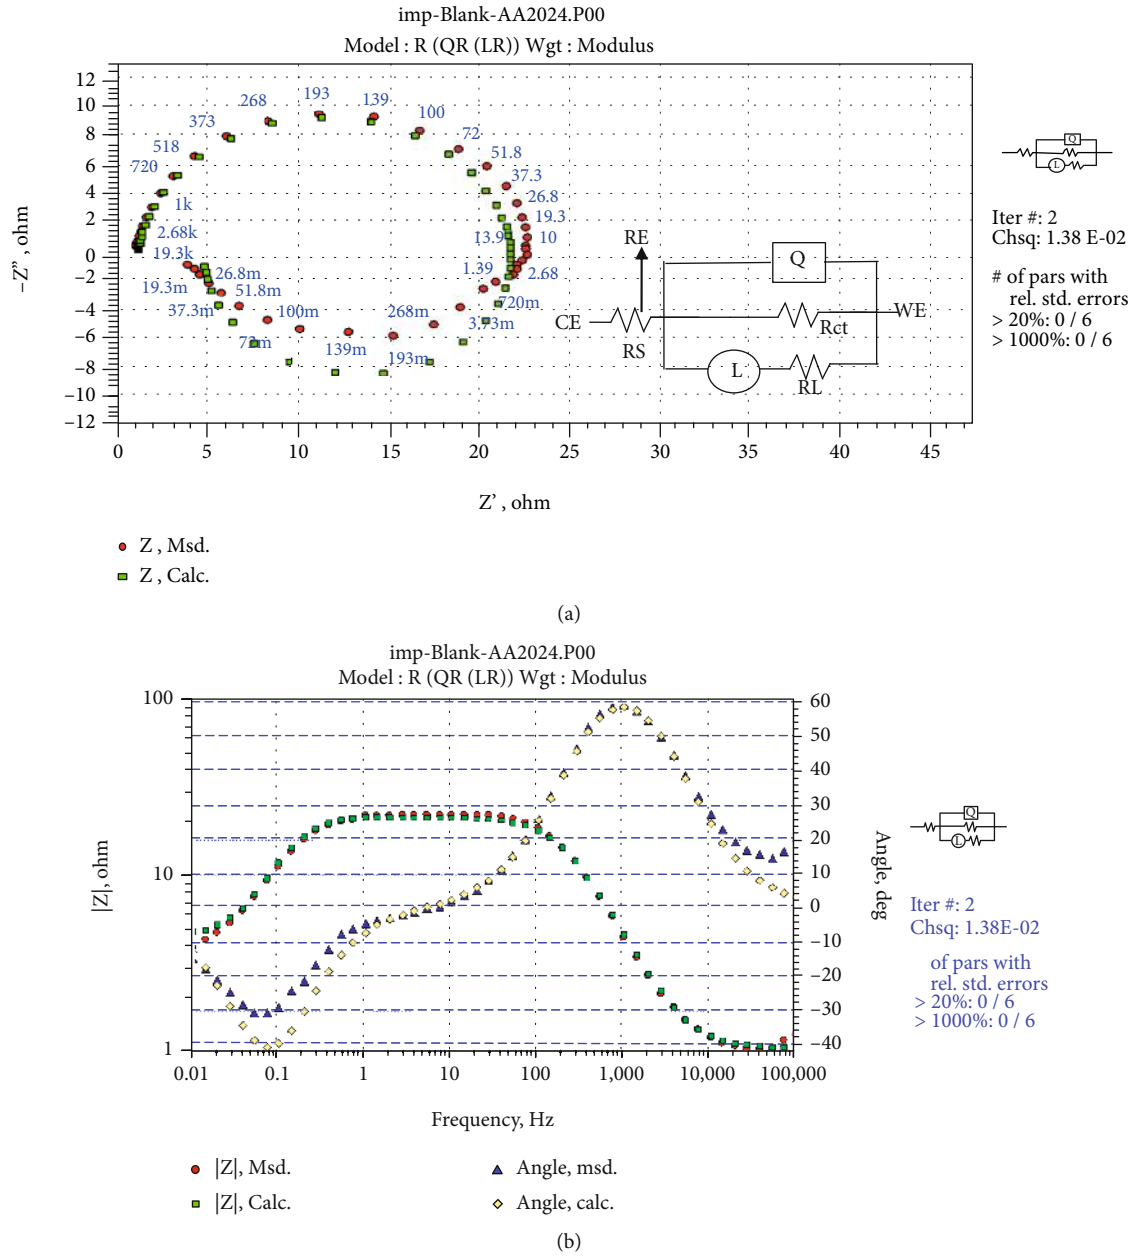 imp-Blank-AA2024.P00
Model : R (QR (LR)) Wgt : Modulus
12
10
8
6
4
2
0
−2
−4
−6
−8
−10
−12
−Z" , ohm
193
268
139
100
373
72
518
51.8
720
37.3
26.8
1k
19.3
2.68k
13.9
10
19.3k
1.39
2.68
26.8m
19.3m
51.8m
37.3m
100m
268m
720m
3.73m
72m
139m
193m
RE
Q
CE
WE
Rct
RS
L
RL
Q
L
Iter #: 2
Chsq: 1.38 E-02
# of pars with
rel. std. errors
> 20%: 0 / 6
> 1000%: 0 / 6
0 5 10 15 20 25 30 35 40 45
Z' , ohm
Z , Msd.
Z , Calc.
(a)
imp-Blank-AA2024.P00
Model : R (QR (LR)) Wgt : Modulus
100
10
1
|Z|, ohm
60
50
40
30
20
10
0
−10
−20
−30
−40
Angle, deg
Q
L
Iter #: 2
Chsq: 1.38E-02
of pars with
rel. std. errors
> 20%: 0 / 6
> 1000%: 0 / 6
0.01 0.1 1 10 100 1,000 10,000 100,000
Frequency, Hz
|Z|, Msd. Angle, msd.
|Z|, Calc. Angle, calc.
(b)